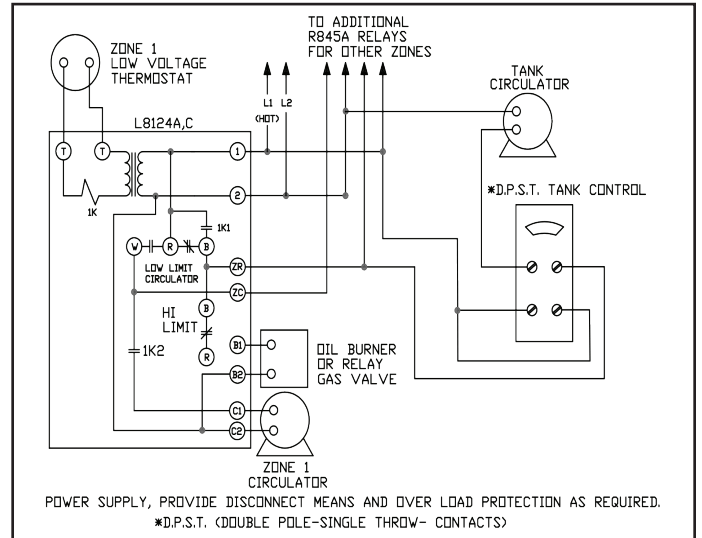 TO ADDITIONAL
R845A RELAYS
FOR OTHER ZONES
ZONE 1
LOW VOLTAGE
THERMOSTAT
TANK
CIRCULATOR
L1 L2
(HOT)
L8124A,C
T T
1
2
1K
*D.P.S.T. TANK CONTROL
1K1
W R B
LOW LIMIT
CIRCULATOR
ZR
ZC
B
HI
LIMIT
R
1K2
B1
B2
OIL BURNER
OR RELAY
GAS VALVE
C1
C2
ZONE 1
CIRCULATOR
POWER SUPPLY, PROVIDE DISCONNECT MEANS AND OVER LOAD PROTECTION AS REQUIRED.
*D.P.S.T. (DOUBLE POLE-SINGLE THROW- CONTACTS)